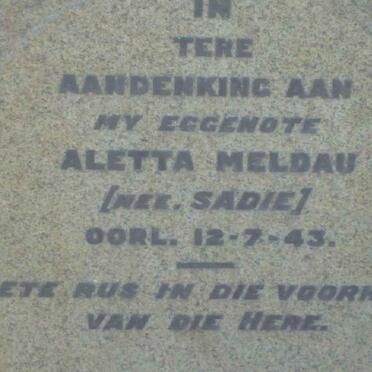 IN
TERE
AANDENKING AAN
MY EGGENOTE
ALETTA MELDAU
[NEE. SADIE]
OORL. 12-7-43.
RUS IN DIE
VAN DIE HERE.